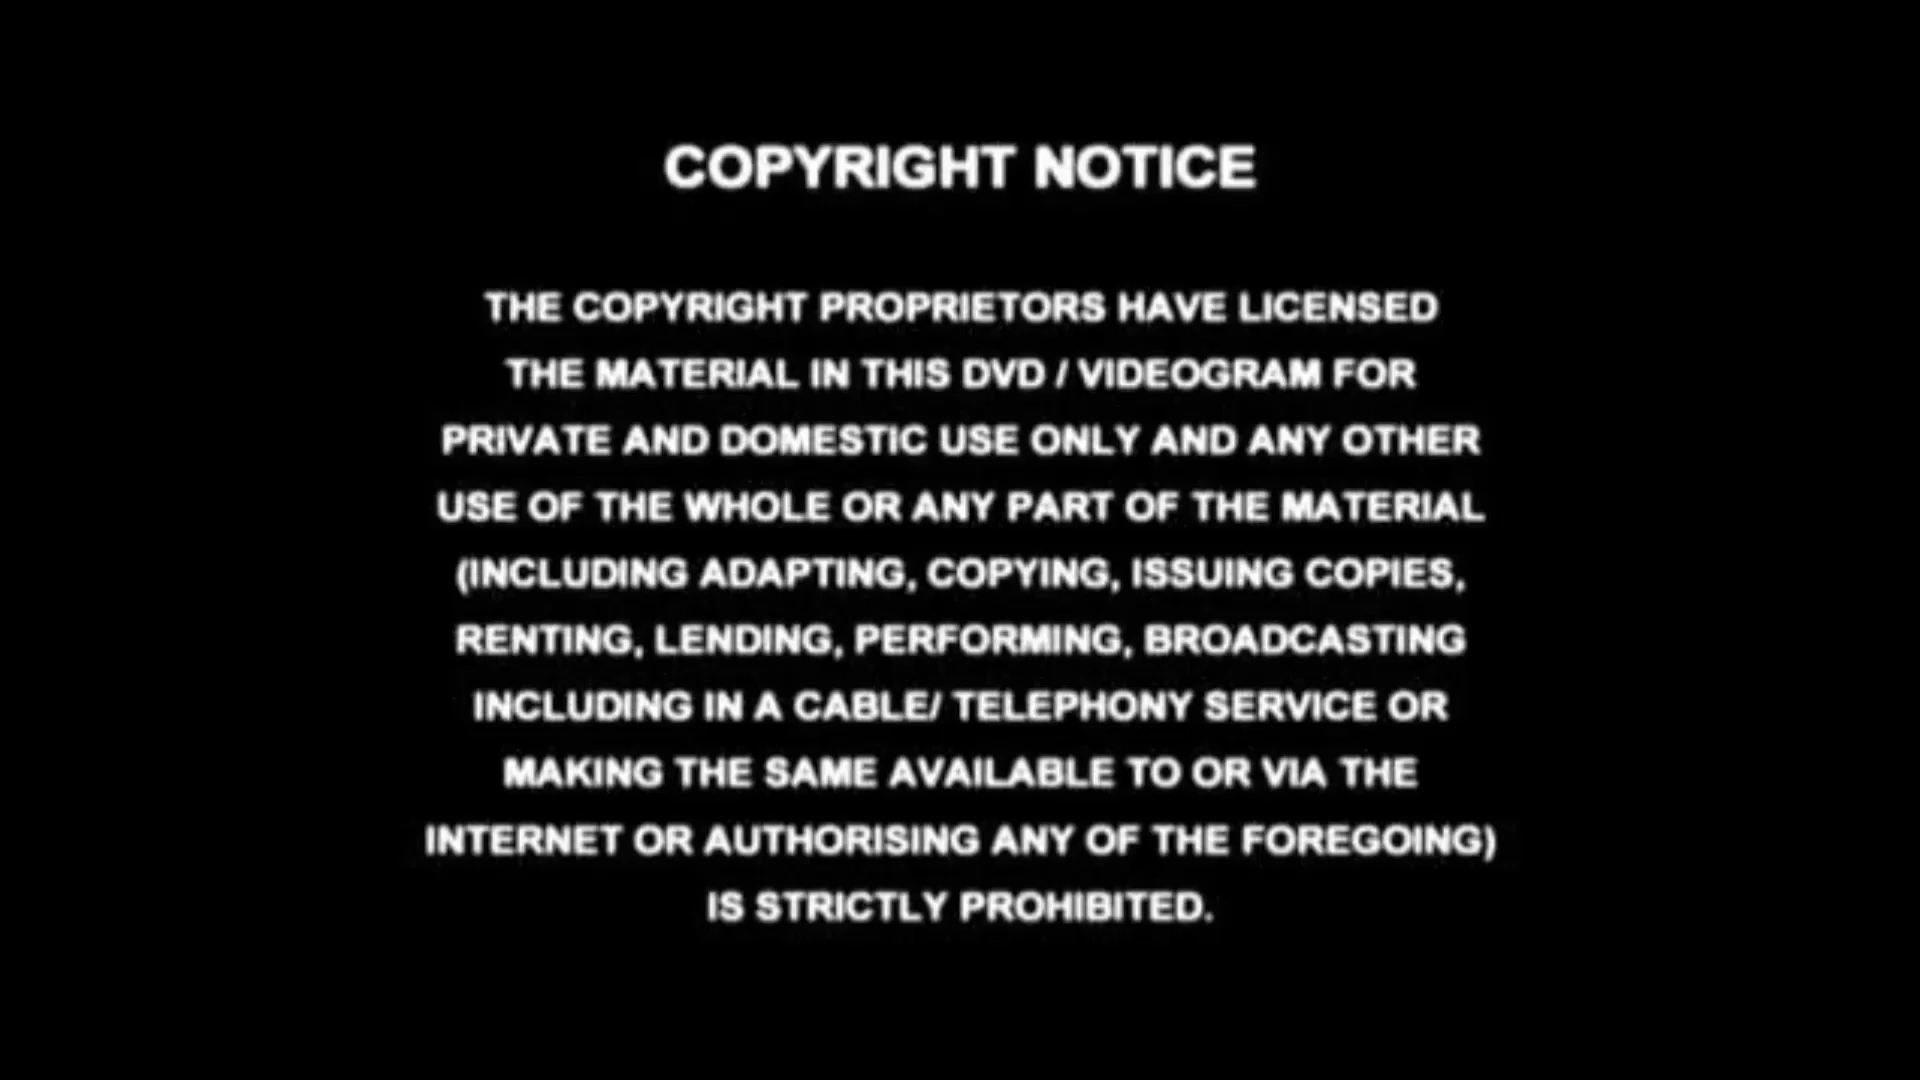 COPYRIGHT NOTICE
THE COPYRIGHT PROPRIETORS HAVE LICENSED
THE MATERIAL IN THIS DVD / VIDEOGRAM FOR
PRIVATE AND DOMESTIC USE ONLY AND ANY OTHER
USE OF THE WHOLE OR ANY PART OF THE MATERIAL
(INCLUDING ADAPTING, COPYING, ISSUING COPIES,
RENTING, LENDING, PERFORMING, BROADCASTING
INCLUDING IN A CABLE/ TELEPHONY SERVICE OR
MAKING THE SAME AVAILABLE TO OR VIA THE
INTERNET OR AUTHORISING ANY OF THE FOREGOING)
IS STRICTLY PROHIBITED.